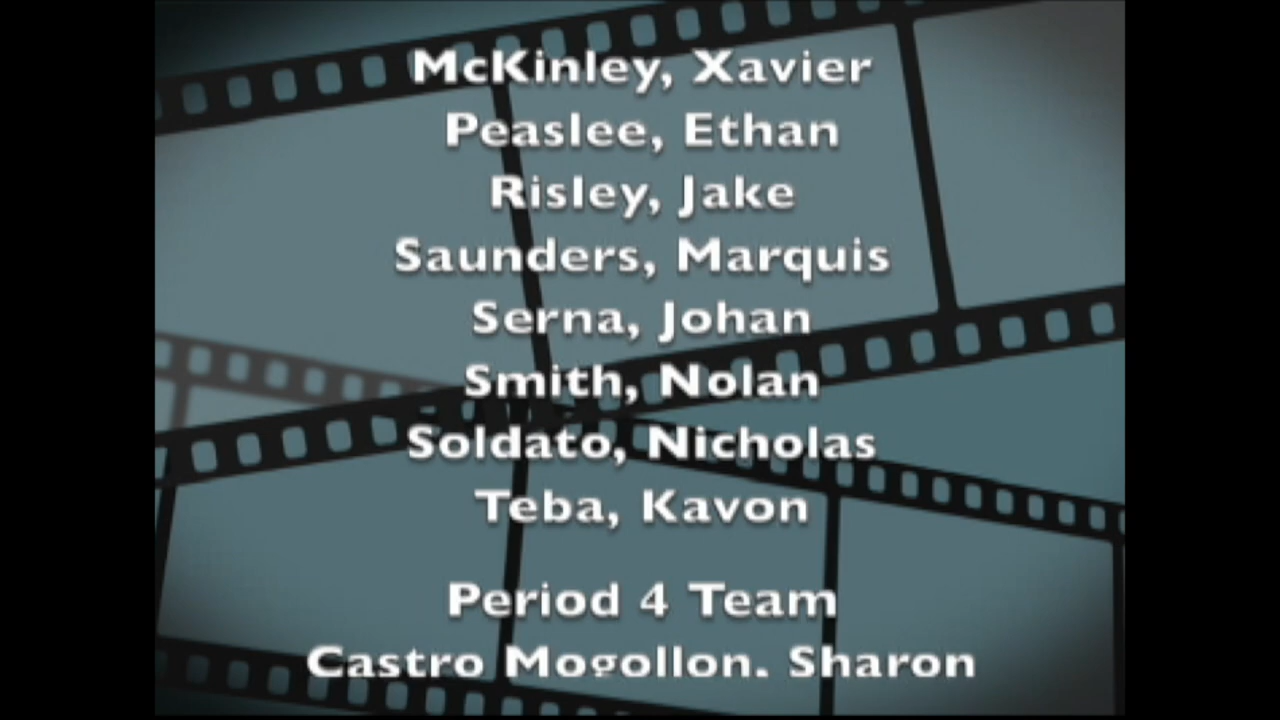 McKinley, Xavier
Peaslee, Ethan
Risley, Jake
Saunders, Marquis
Serna, Johan
Smith, Nolan
Soldato, Nicholas
Teba, Kavon
Period 4 Team
Castro Mogollon, Sharon